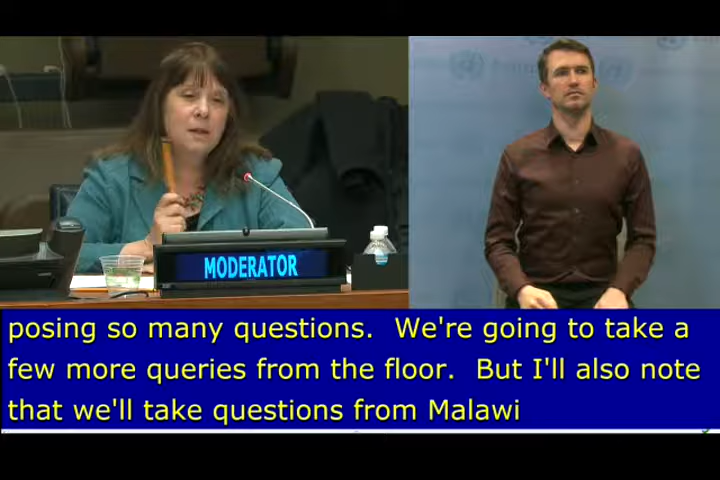 MODERATOR
posing so many questions.  We're going to take a
few more queries from the floor.  But I'll also note
that we'll take questions from Malawi